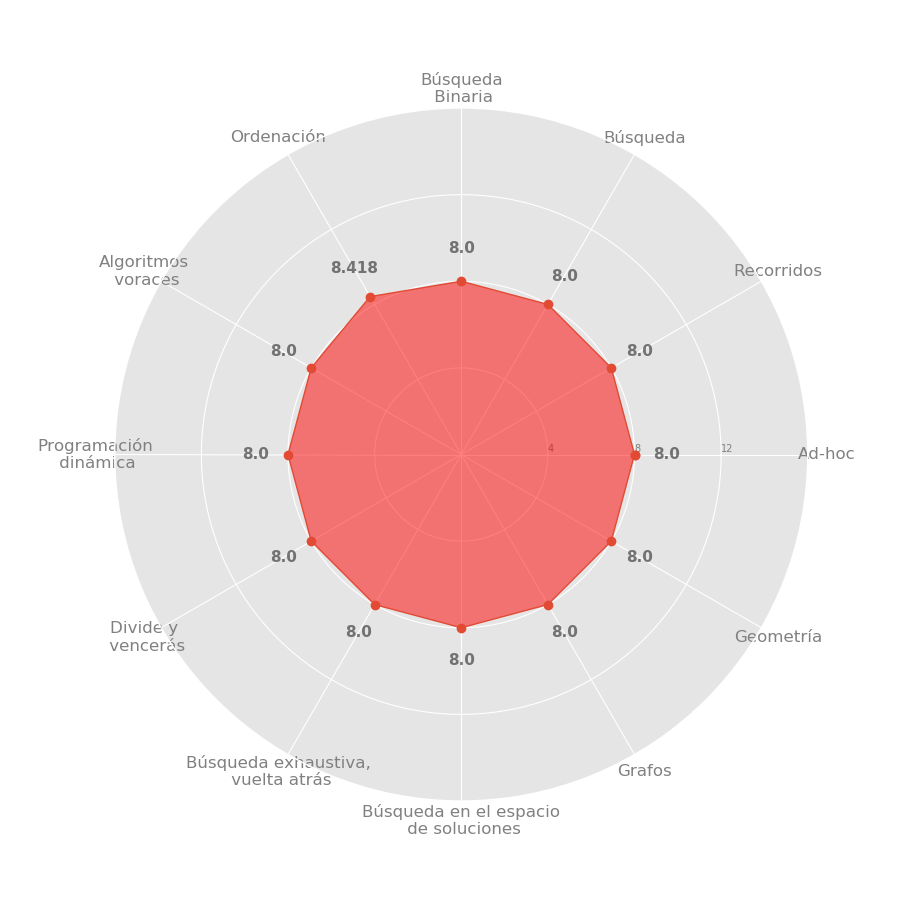 Búsqueda
Binaria
Ordenación
Búsqueda
8.0
8.418
8.0
Algoritmos
voraces
Recorridos
8.0
8.0
Programación
dinámica
8.0
4
8
8.0
12
Ad-hoc
8.0
8.0
Divide y
vencerás
Geometría
8.0
8.0
8.0
Búsqueda exhaustiva,
vuelta atrás
Grafos
Búsqueda en el espacio
de soluciones